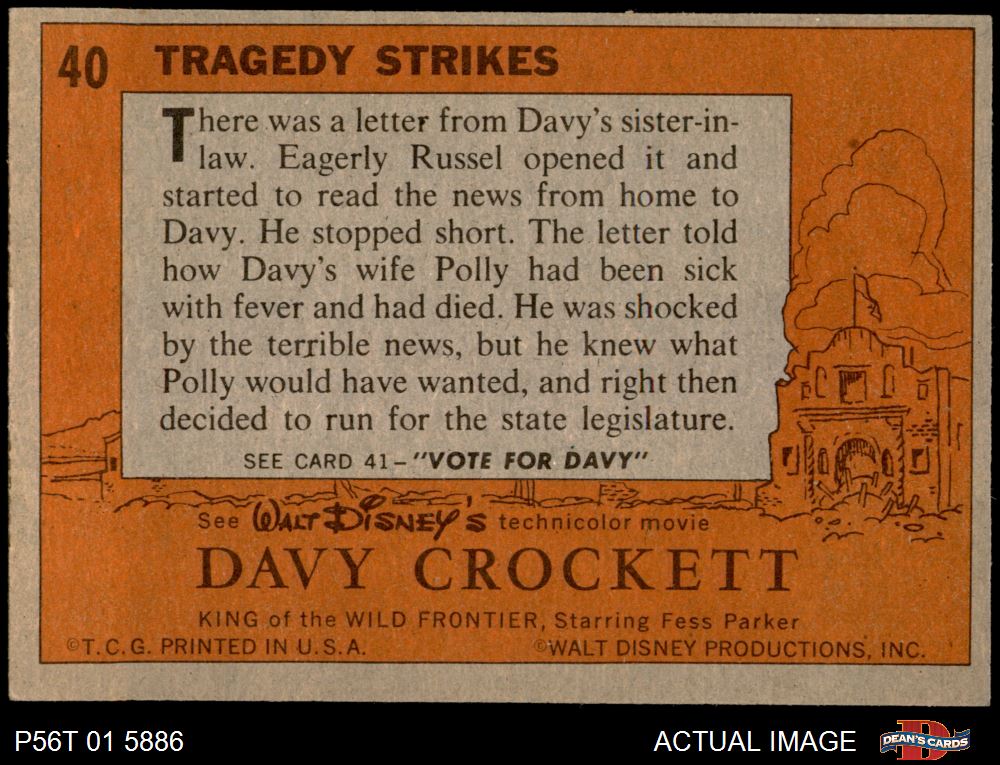 40 TRAGEDY STRIKES
There was a letter from Davy's sister-in-
law. Eagerly Russel opened it and
started to read the news from home to
Davy. He stopped short. The letter told
how Davy's wife Polly had been sick
with fever and had died. He was shocked
by the terrible news, but he knew what
Polly would have wanted, and right then
decided to run for the state legislature.
SEE CARD 41–"VOTE FOR DAVY"
See WALT DISNEY'S technicolor movie
DAVY CROCKETT
KING of the WILD FRONTIER, Starring Fess Parker
©T.C.G. PRINTED IN U.S.A. ©WALT DISNEY PRODUCTIONS, INC.
P56T 01 5886 ACTUAL IMAGE DEAN'S CARDS